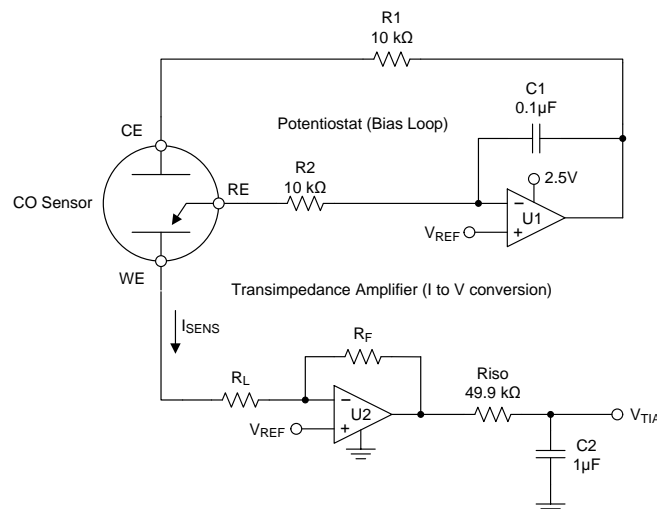 R1
10 kΩ
C1
0.1µF
CE
Potentiostat (Bias Loop)
R2
10 kΩ
RE
2.5V
CO Sensor
U1
VREF
WE
Transimpedance Amplifier (I to V conversion)
ISENS
RF
RL
Riso
49.9 kΩ
U2
VREF
VTIA
C2
1µF
−
+
−
+